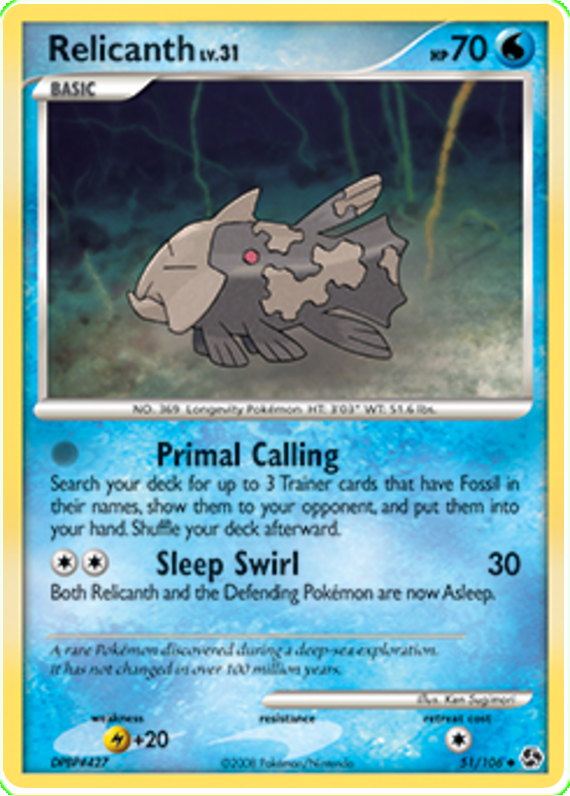 Relicanth LV.31
HP 70
BASIC
NO. 369 Longevity Pokémon HT: 3'03" WT: 51.6 lbs.
Primal Calling
Search your deck for up to 3 Trainer cards that have Fossil in
their names, show them to your opponent, and put them into
your hand. Shuffle your deck afterward.
Sleep Swirl 30
Both Relicanth and the Defending Pokémon are now Asleep.
A rare Pokémon discovered during a deep-sea exploration.
It has not changed in over 100 million years.
Illus. Ken Sugimori
weakness resistance retreat cost
+20
DPBP#427 ©2008 Pokémon/Nintendo 51/106